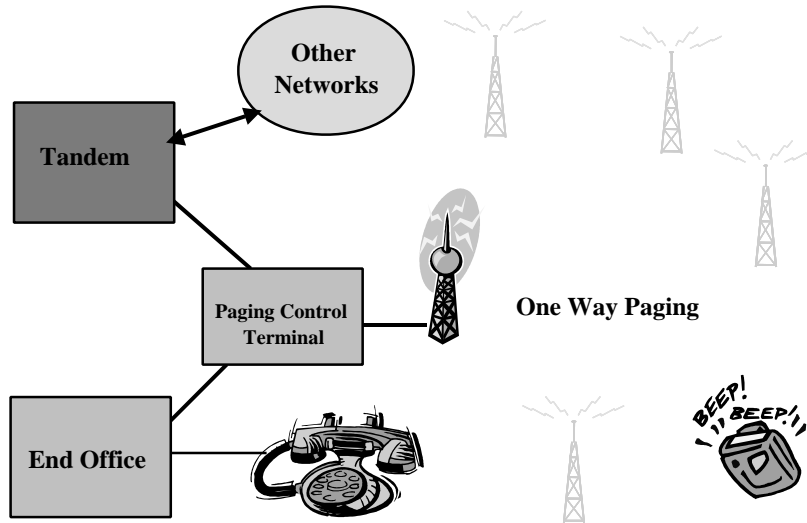 Other
Networks
Tandem
Paging Control
Terminal
One Way Paging
BEEP!
BEEP!
End Office